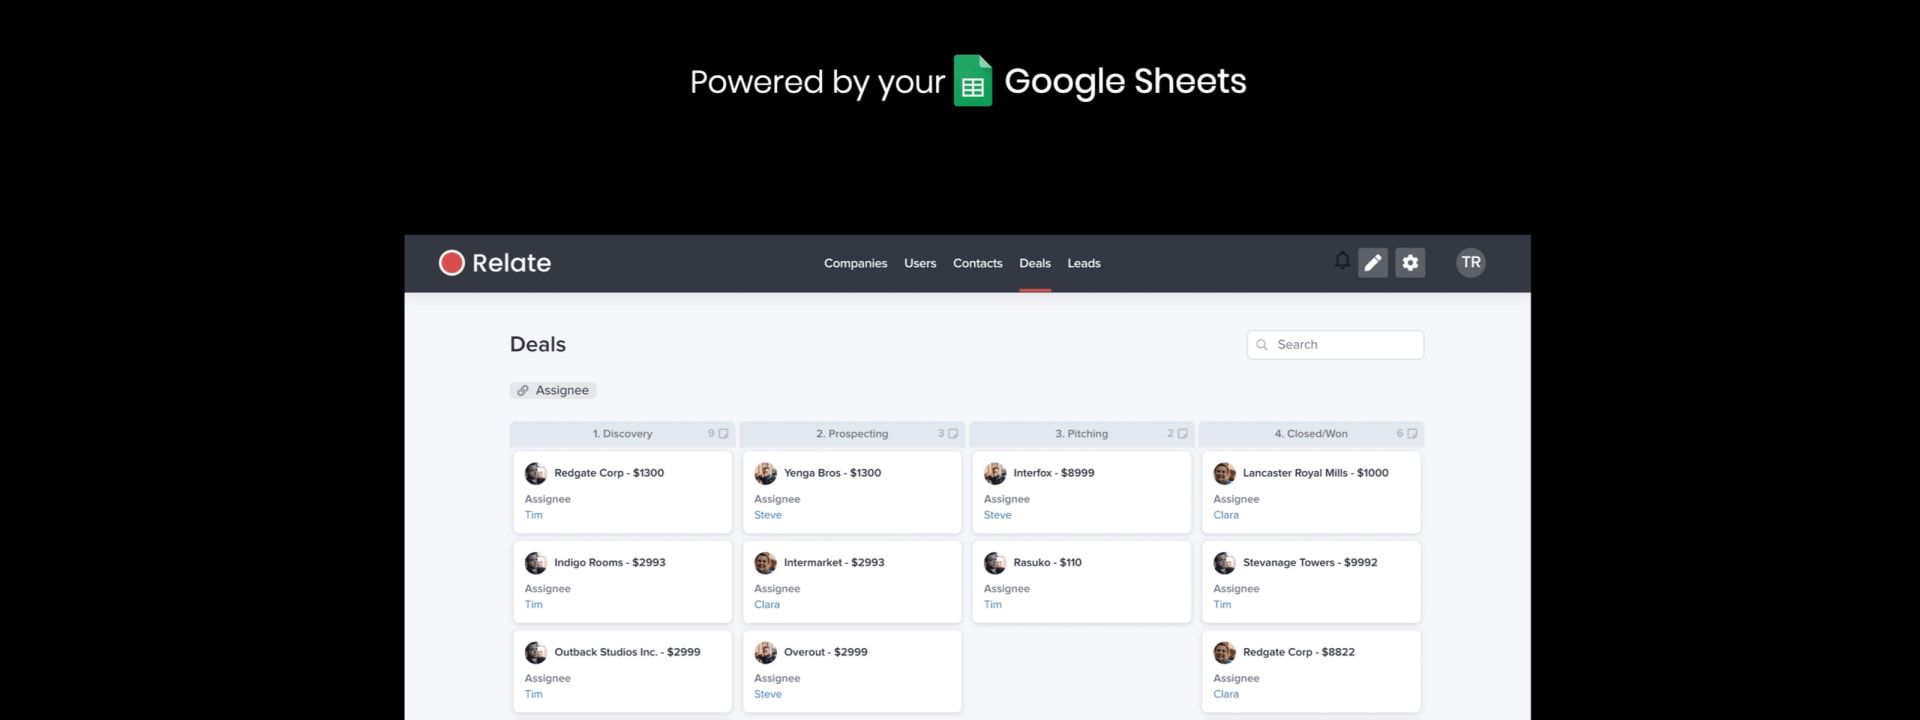 Powered by your Google Sheets
Relate
Companies Users Contacts Deals Leads
TR
Deals
Search
Assignee
1. Discovery 9
2. Prospecting 3
3. Pitching 2
4. Closed/Won 6
Redgate Corp - $1300
Assignee
Tim
Yenga Bros - $1300
Assignee
Steve
Interfox - $8999
Assignee
Steve
Lancaster Royal Mills - $1000
Assignee
Clara
Indigo Rooms - $2993
Assignee
Tim
Intermarket - $2993
Assignee
Clara
Rasuko - $110
Assignee
Tim
Stevanage Towers - $9992
Assignee
Tim
Outback Studios Inc. - $2999
Assignee
Tim
Overout - $2999
Assignee
Steve
Redgate Corp - $8822
Assignee
Clara